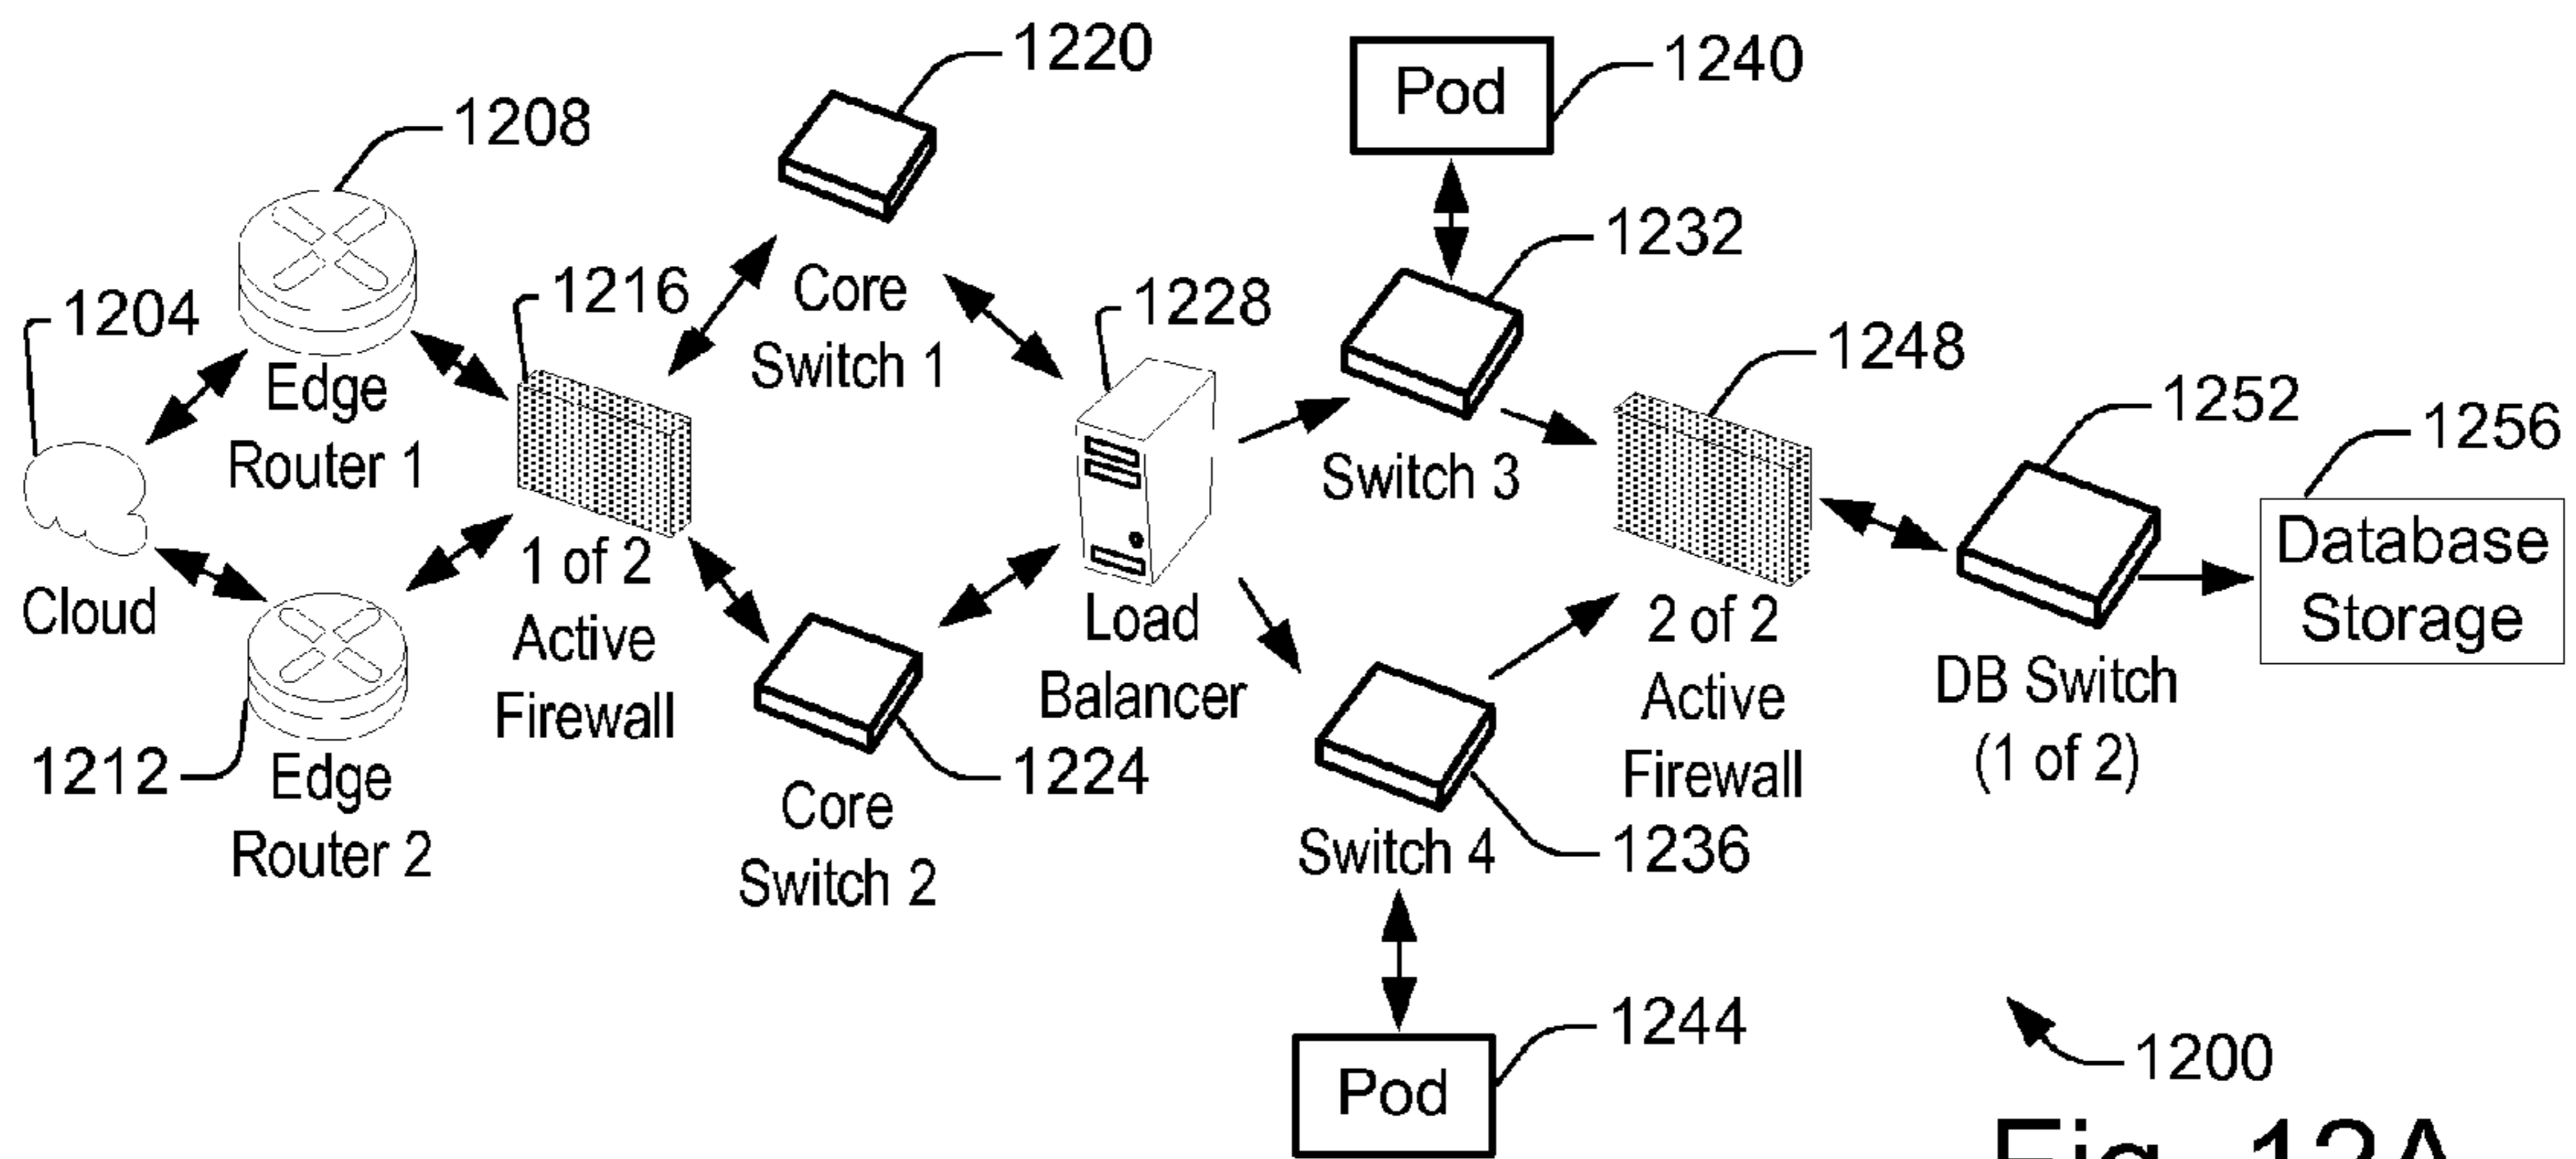 1220
1240
1208
1232
1216
Core
Switch 1
1204
1228
1248
Edge
Router 1
1252
1256
Switch 3
Cloud
1 of 2
Active
Firewall
Load
Balancer
2 of 2
Active
Firewall
DB Switch
(1 of 2)
Database
Storage
1212
Edge
Router 2
1224
Core
Switch 2
Switch 4
1236
Pod
Pod
1244
1200
Fig. 12A